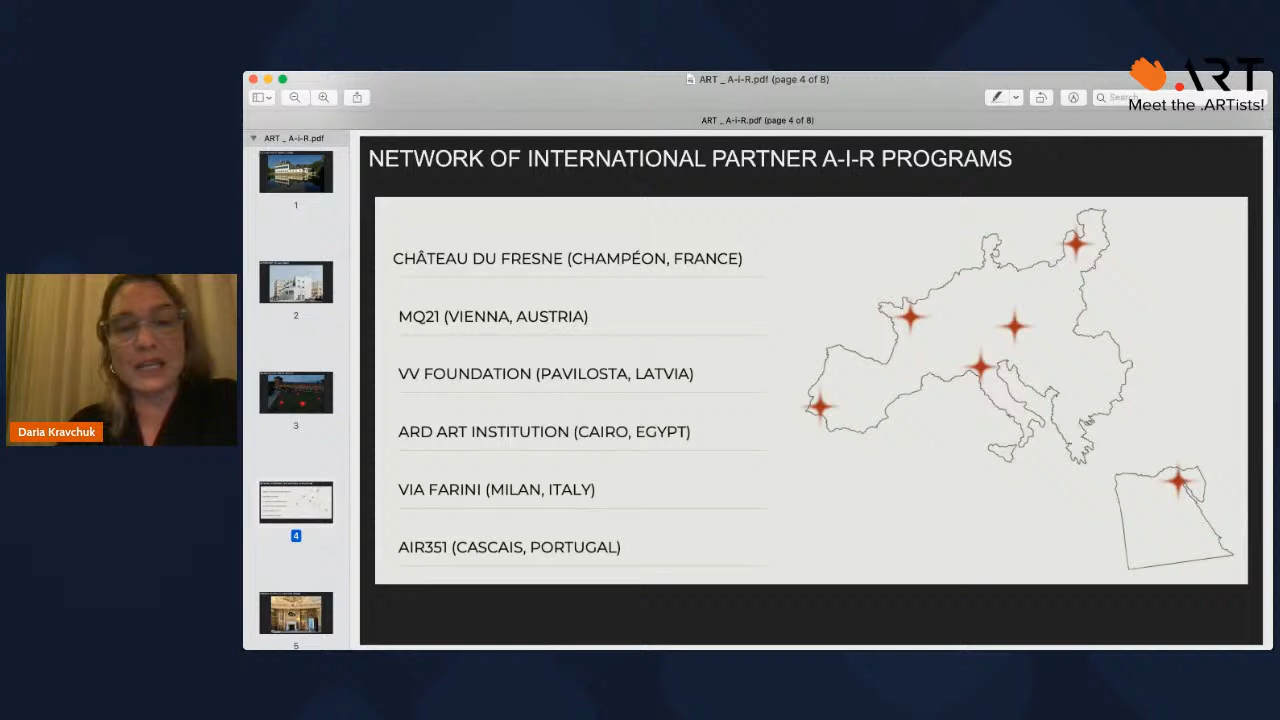 ART _ A-i-R.pdf (page 4 of 8)
.ART
Search
Meet the .ARTists!
ART _ A-i-R.pdf (page 4 of 8)
ART _ A-i-R.pdf
NETWORK OF INTERNATIONAL PARTNER A-I-R PROGRAMS
1
2
3
4
5
CHÂTEAU DU FRESNE (CHAMPÉON, FRANCE)
MQ21 (VIENNA, AUSTRIA)
VV FOUNDATION (PAVILOSTA, LATVIA)
ARD ART INSTITUTION (CAIRO, EGYPT)
VIA FARINI (MILAN, ITALY)
AIR351 (CASCAIS, PORTUGAL)
Daria Kravchuk